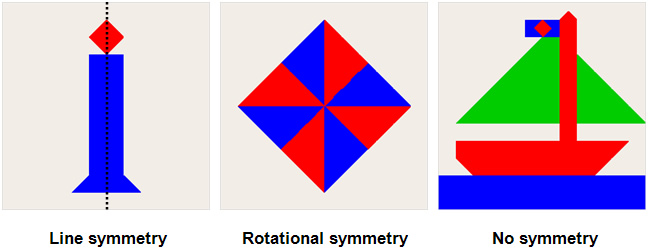 Line symmetry
Rotational symmetry
No symmetry